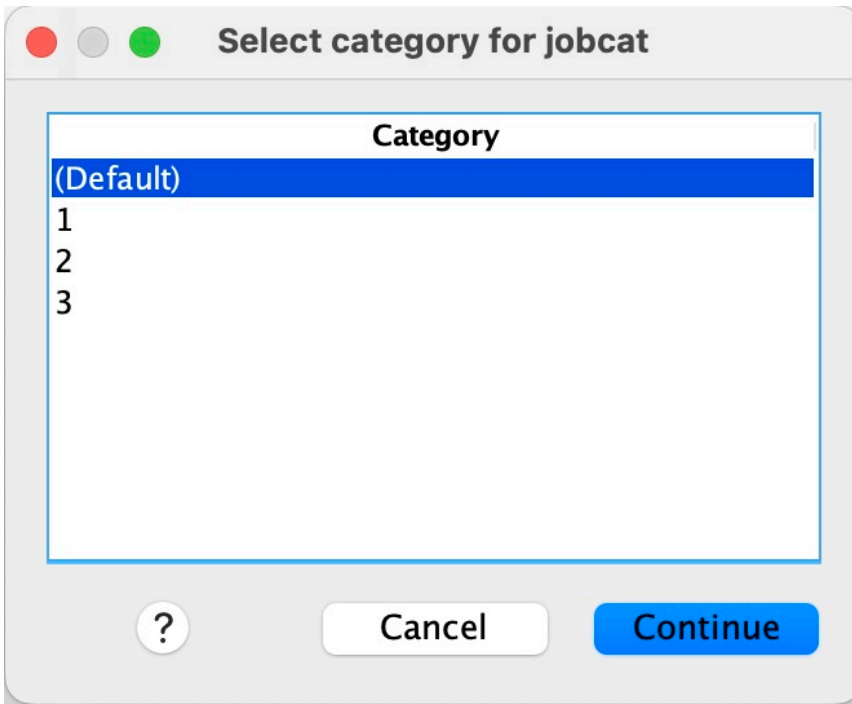 Select category for jobcat
Category
(Default)
1
2
3
?
Cancel
Continue